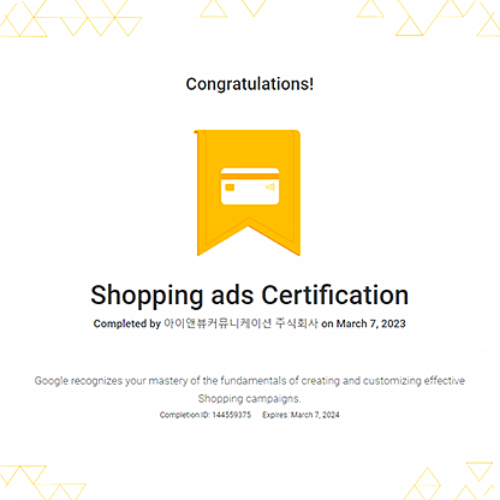 Congratulations!
Shopping ads Certification
Completed by 아이앤뷰커뮤니케이션 주식회사 on March 7, 2023
Google recognizes your mastery of the fundamentals of creating and customizing effective
Shopping campaigns.
Completion ID: 144559375 Expires: March 7, 2024